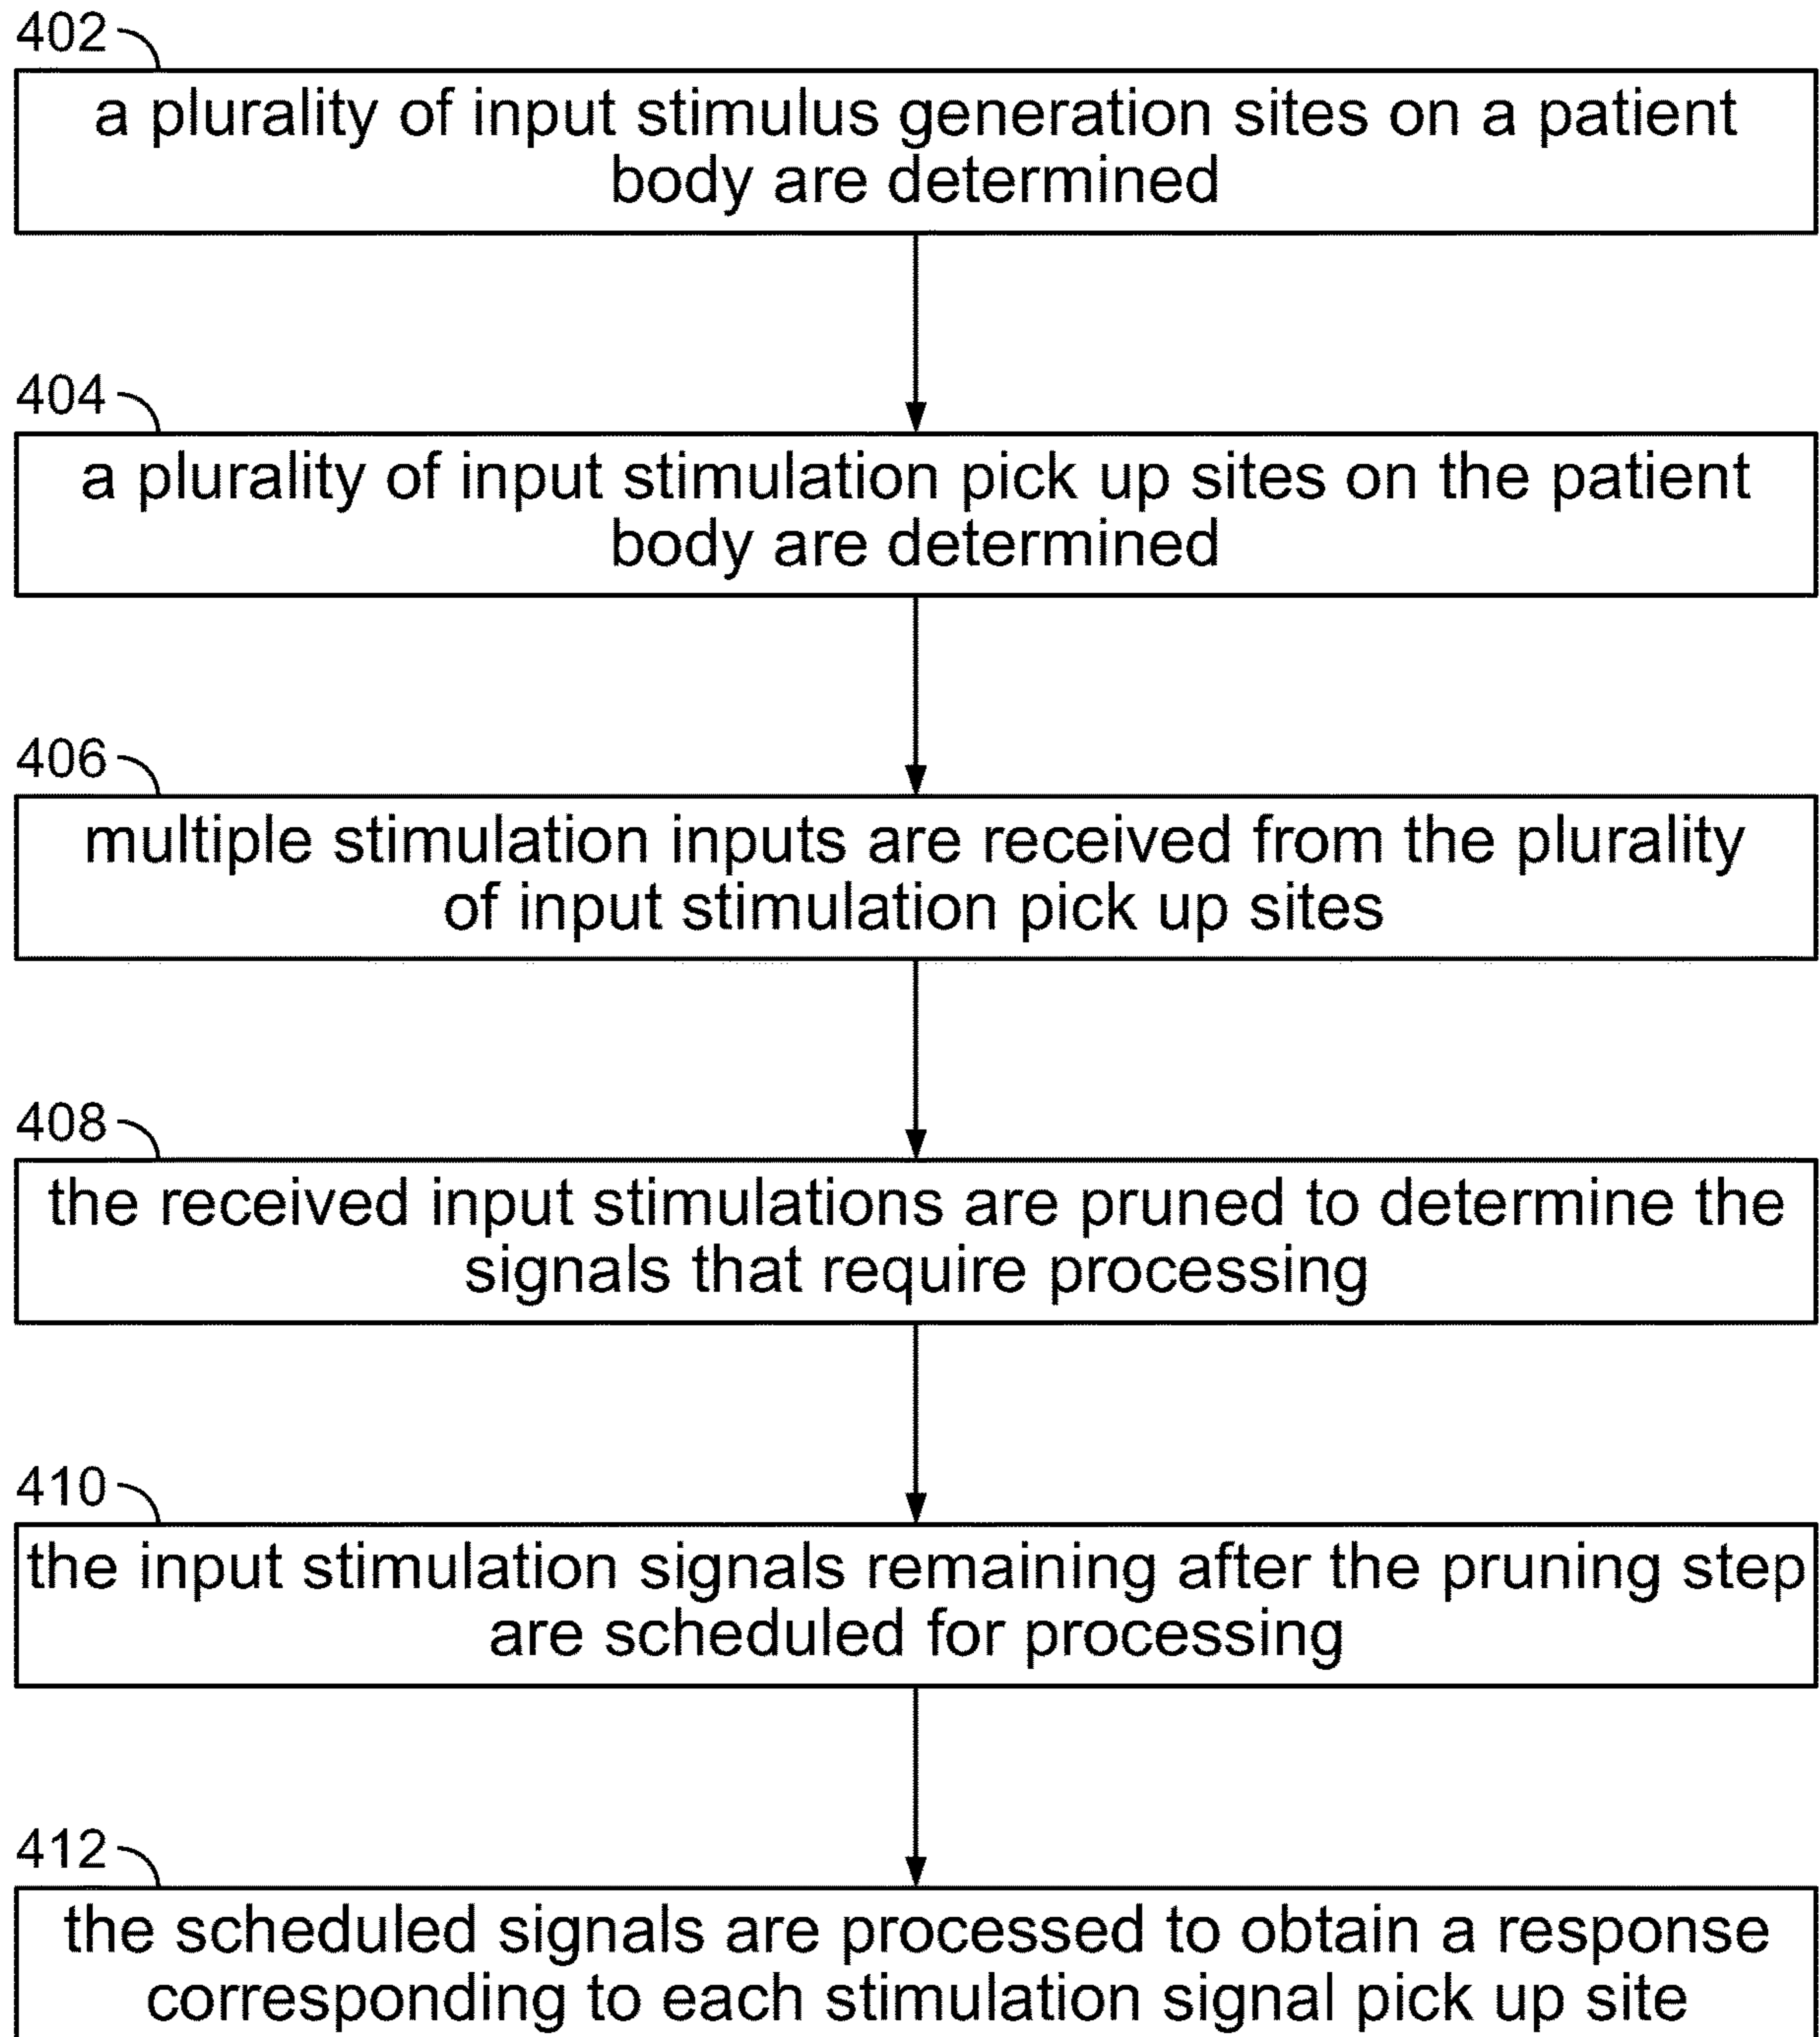 402
a plurality of input stimulus generation sites on a patient
body are determined
404
a plurality of input stimulation pick up sites on the patient
body are determined
406
multiple stimulation inputs are received from the plurality
of input stimulation pick up sites
408
the received input stimulations are pruned to determine the
signals that require processing
410
the input stimulation signals remaining after the pruning step
are scheduled for processing
412
the scheduled signals are processed to obtain a response
corresponding to each stimulation signal pick up site